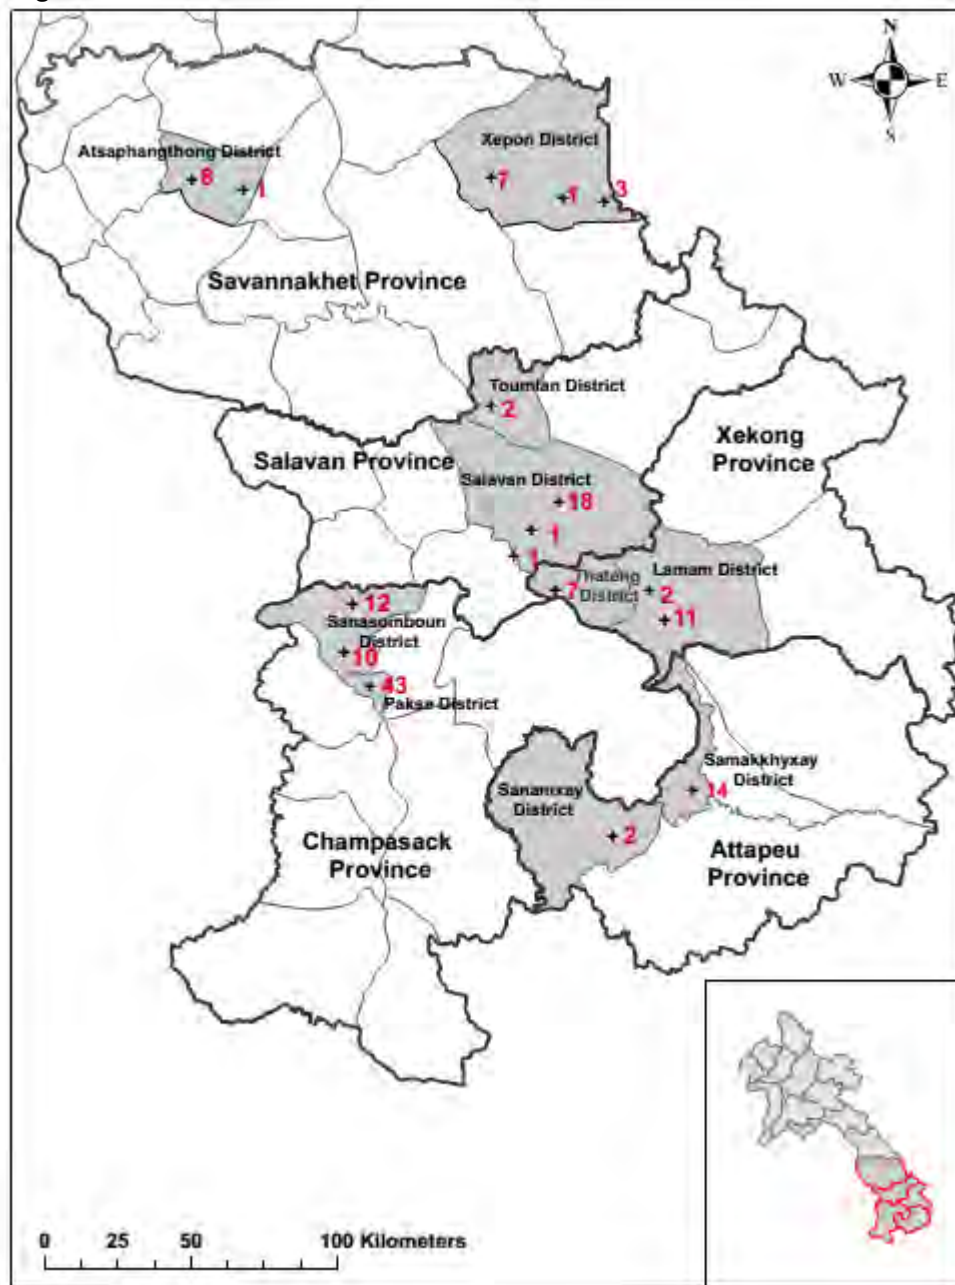 N
W E
S
Xepon District
Atsaphangthong District
8
1
7
1
3
Savannakhet Province
Toumlan District
2
Xekong
Province
Salavan Province
Salavan District
18
1
1
Thateng
District
7
Lamam District
2
11
12
Sanasomboun
District
10
43
Pakse District
Samakkhyxay
District
14
Sanamxay
District
2
Champasack
Province
Attapeu
Province
0 25 50 100 Kilometers